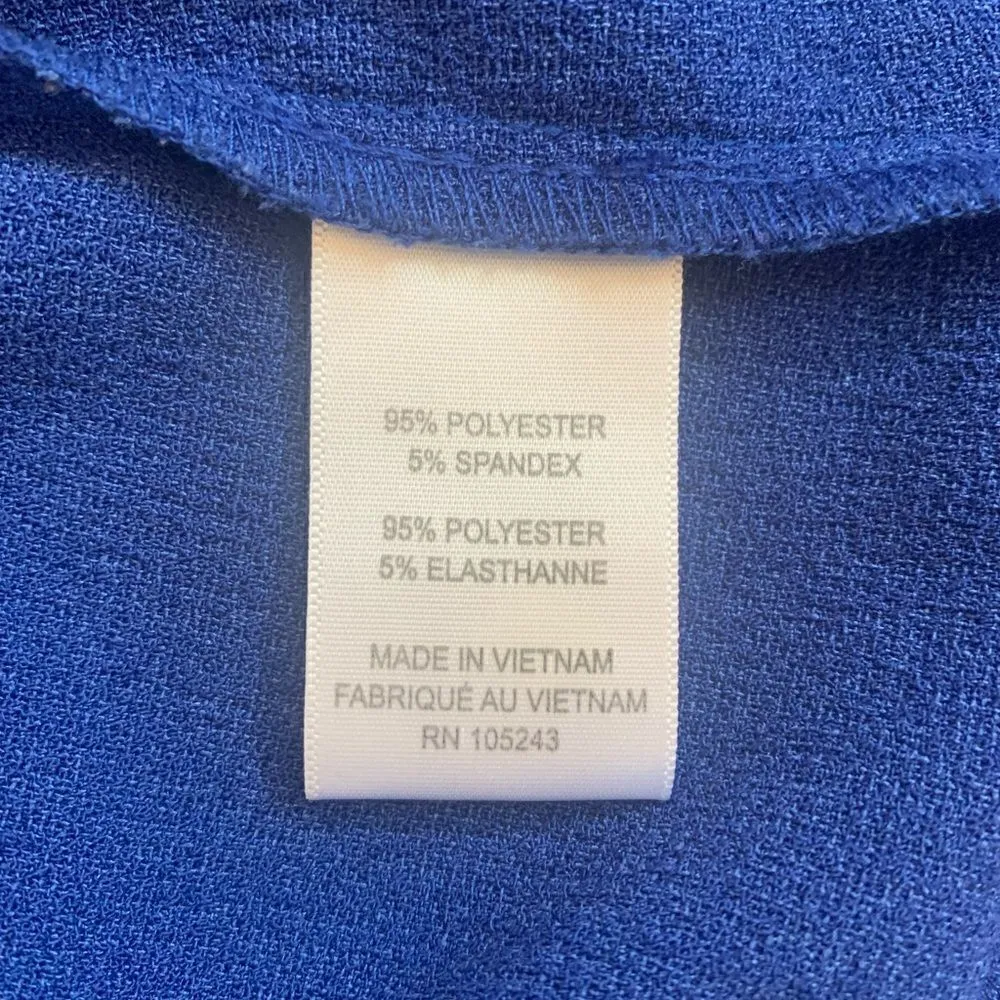 95% POLYESTER
5% SPANDEX
95% POLYESTER
5% ELASTHANNE
MADE IN VIETNAM
FABRIQUÉ AU VIETNAM
RN 105243